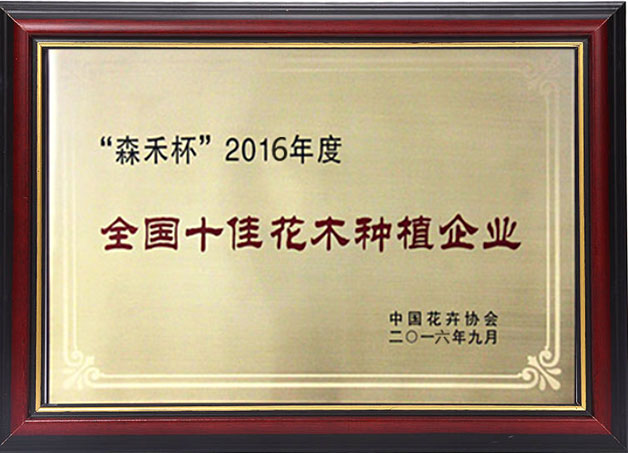 “森禾杯”2016年度
全国十佳花木种植企业
中国花卉协会
二〇一六年九月